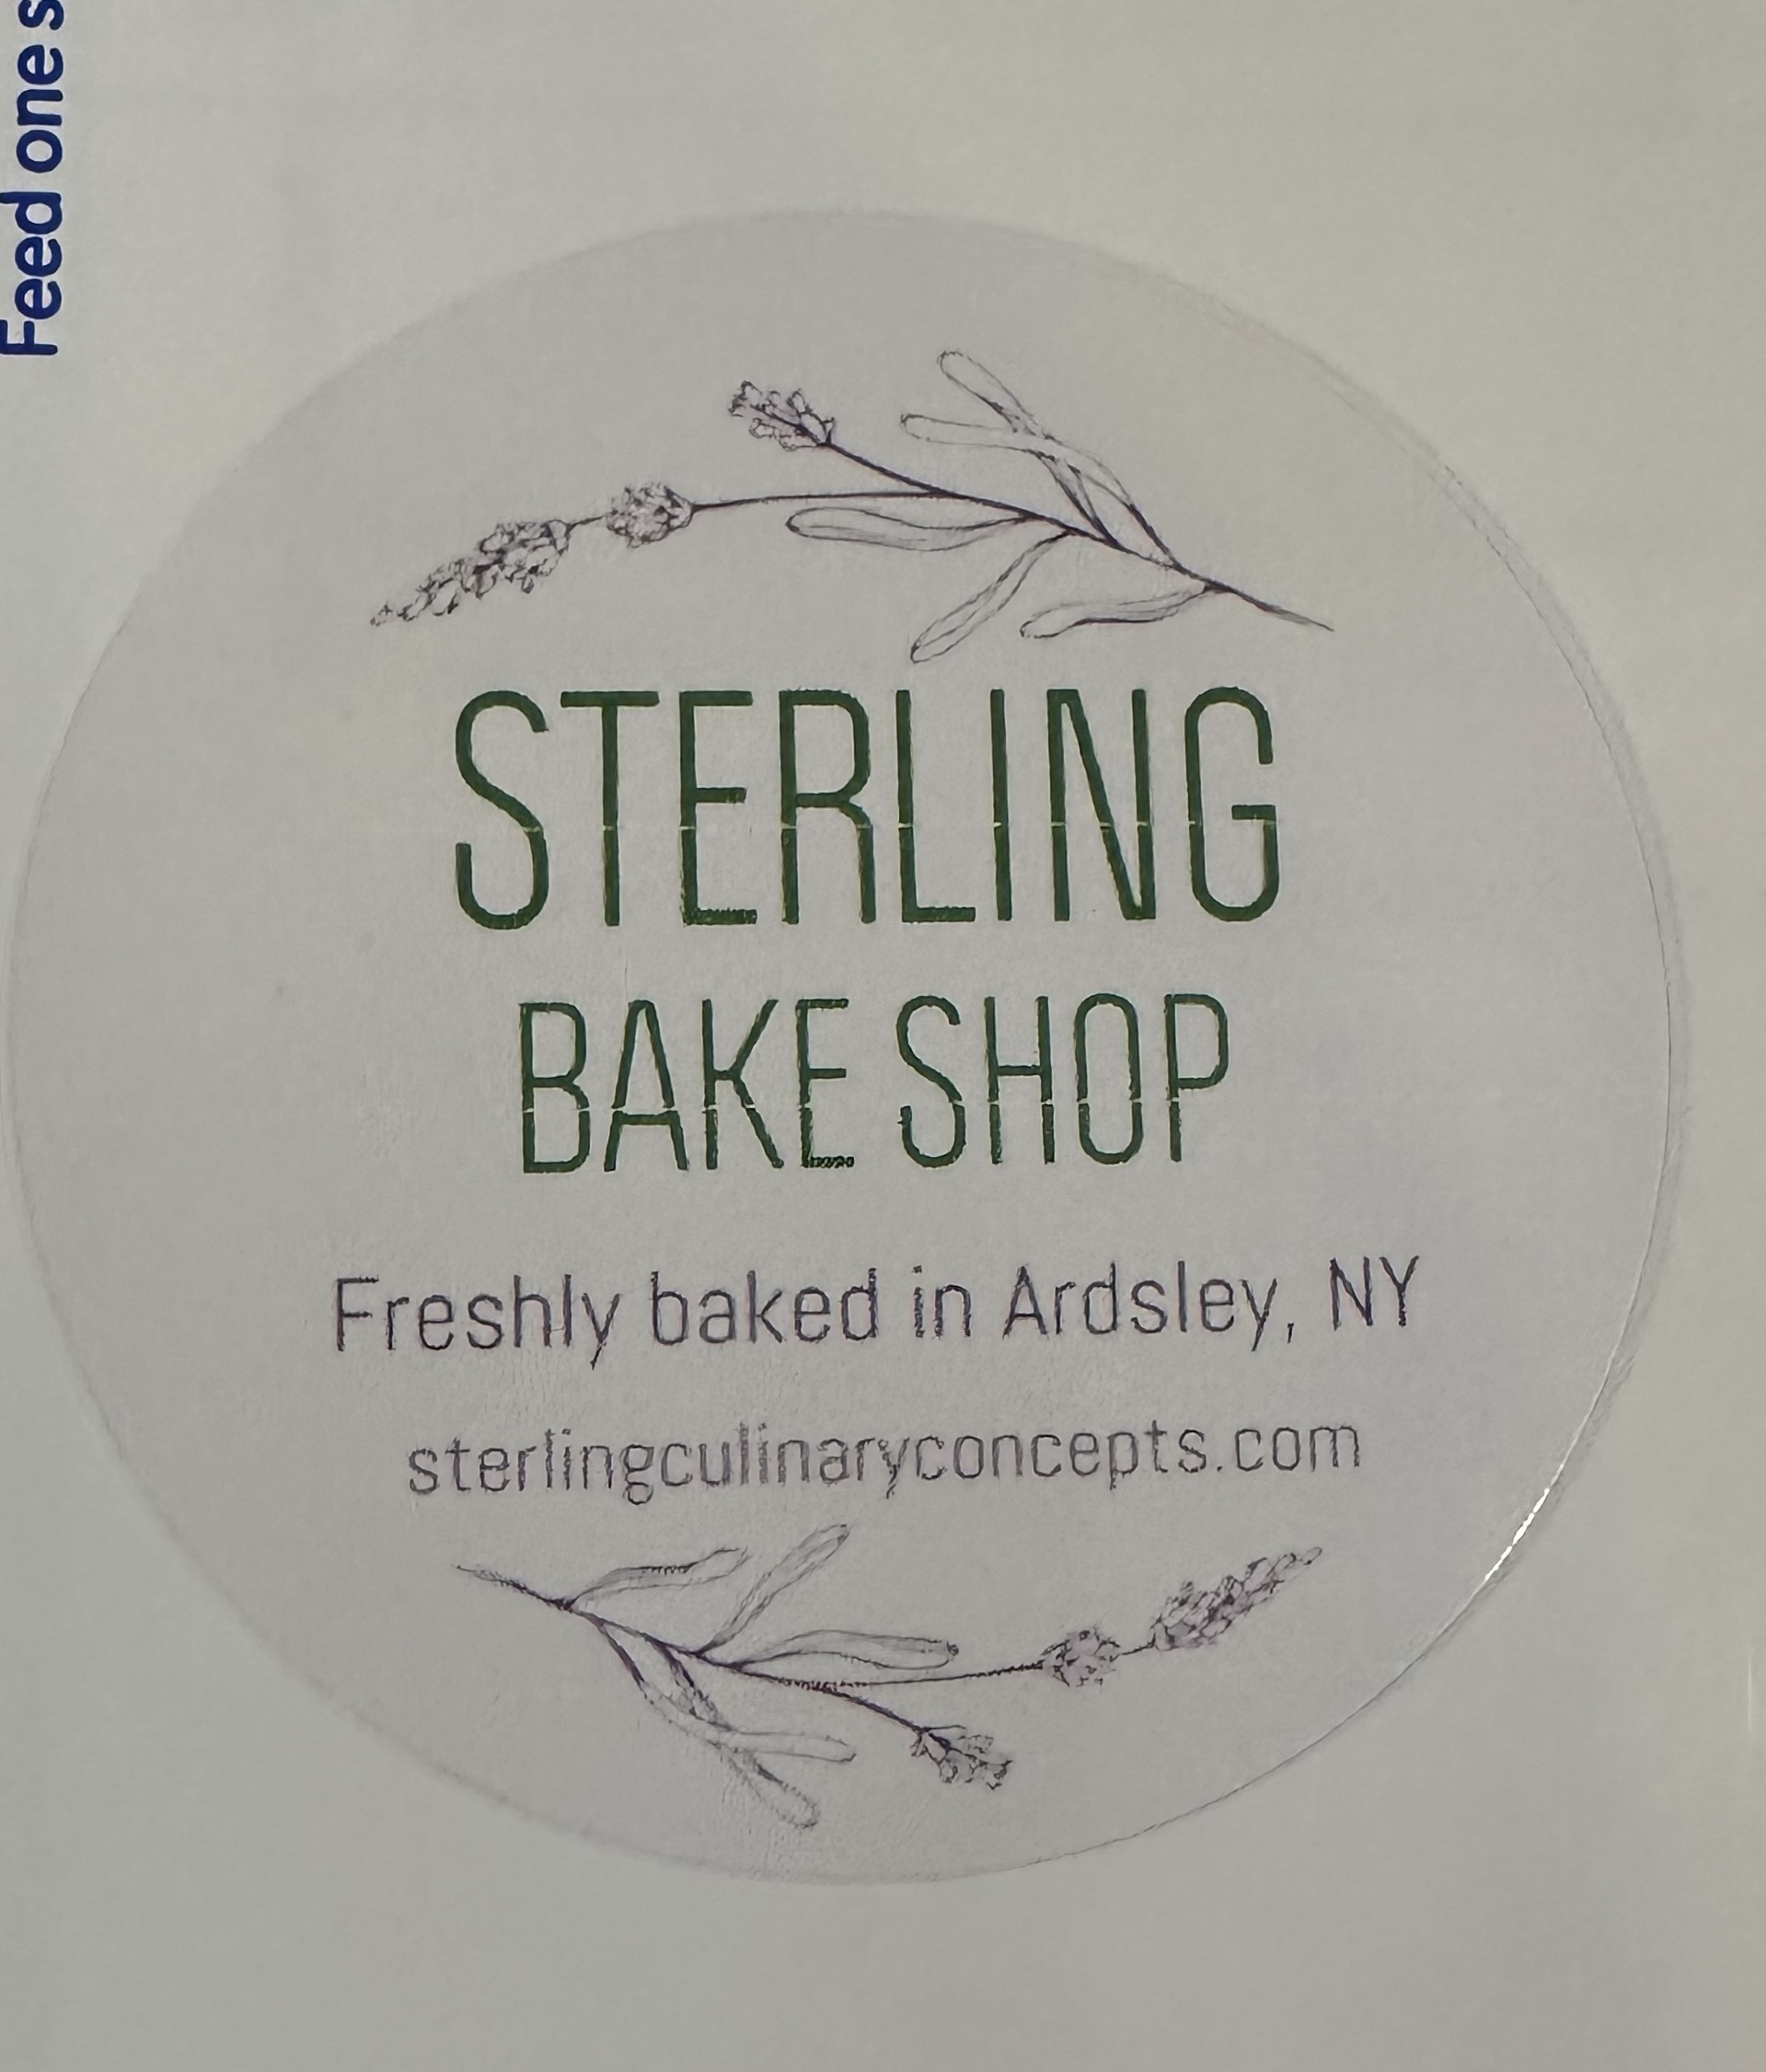 Feed one s
STERLING
BAKE SHOP
Freshly baked in Ardsley, NY
sterlingculinaryconcepts.com